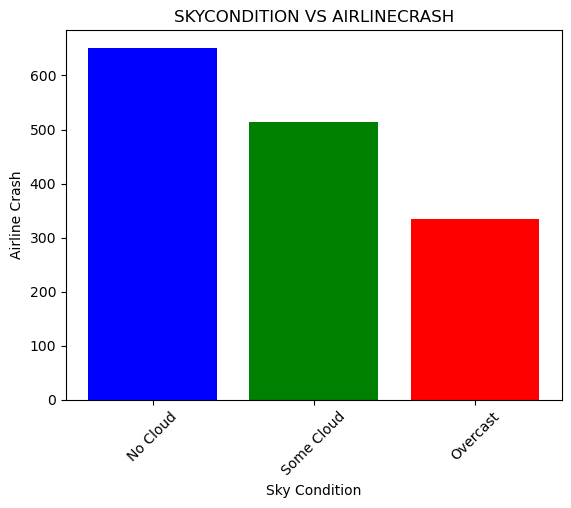 SKYCONDITION VS AIRLINECRASH
600
500
400
300
200
100
0
Airline Crash
No Cloud
Some Cloud
Overcast
Sky Condition